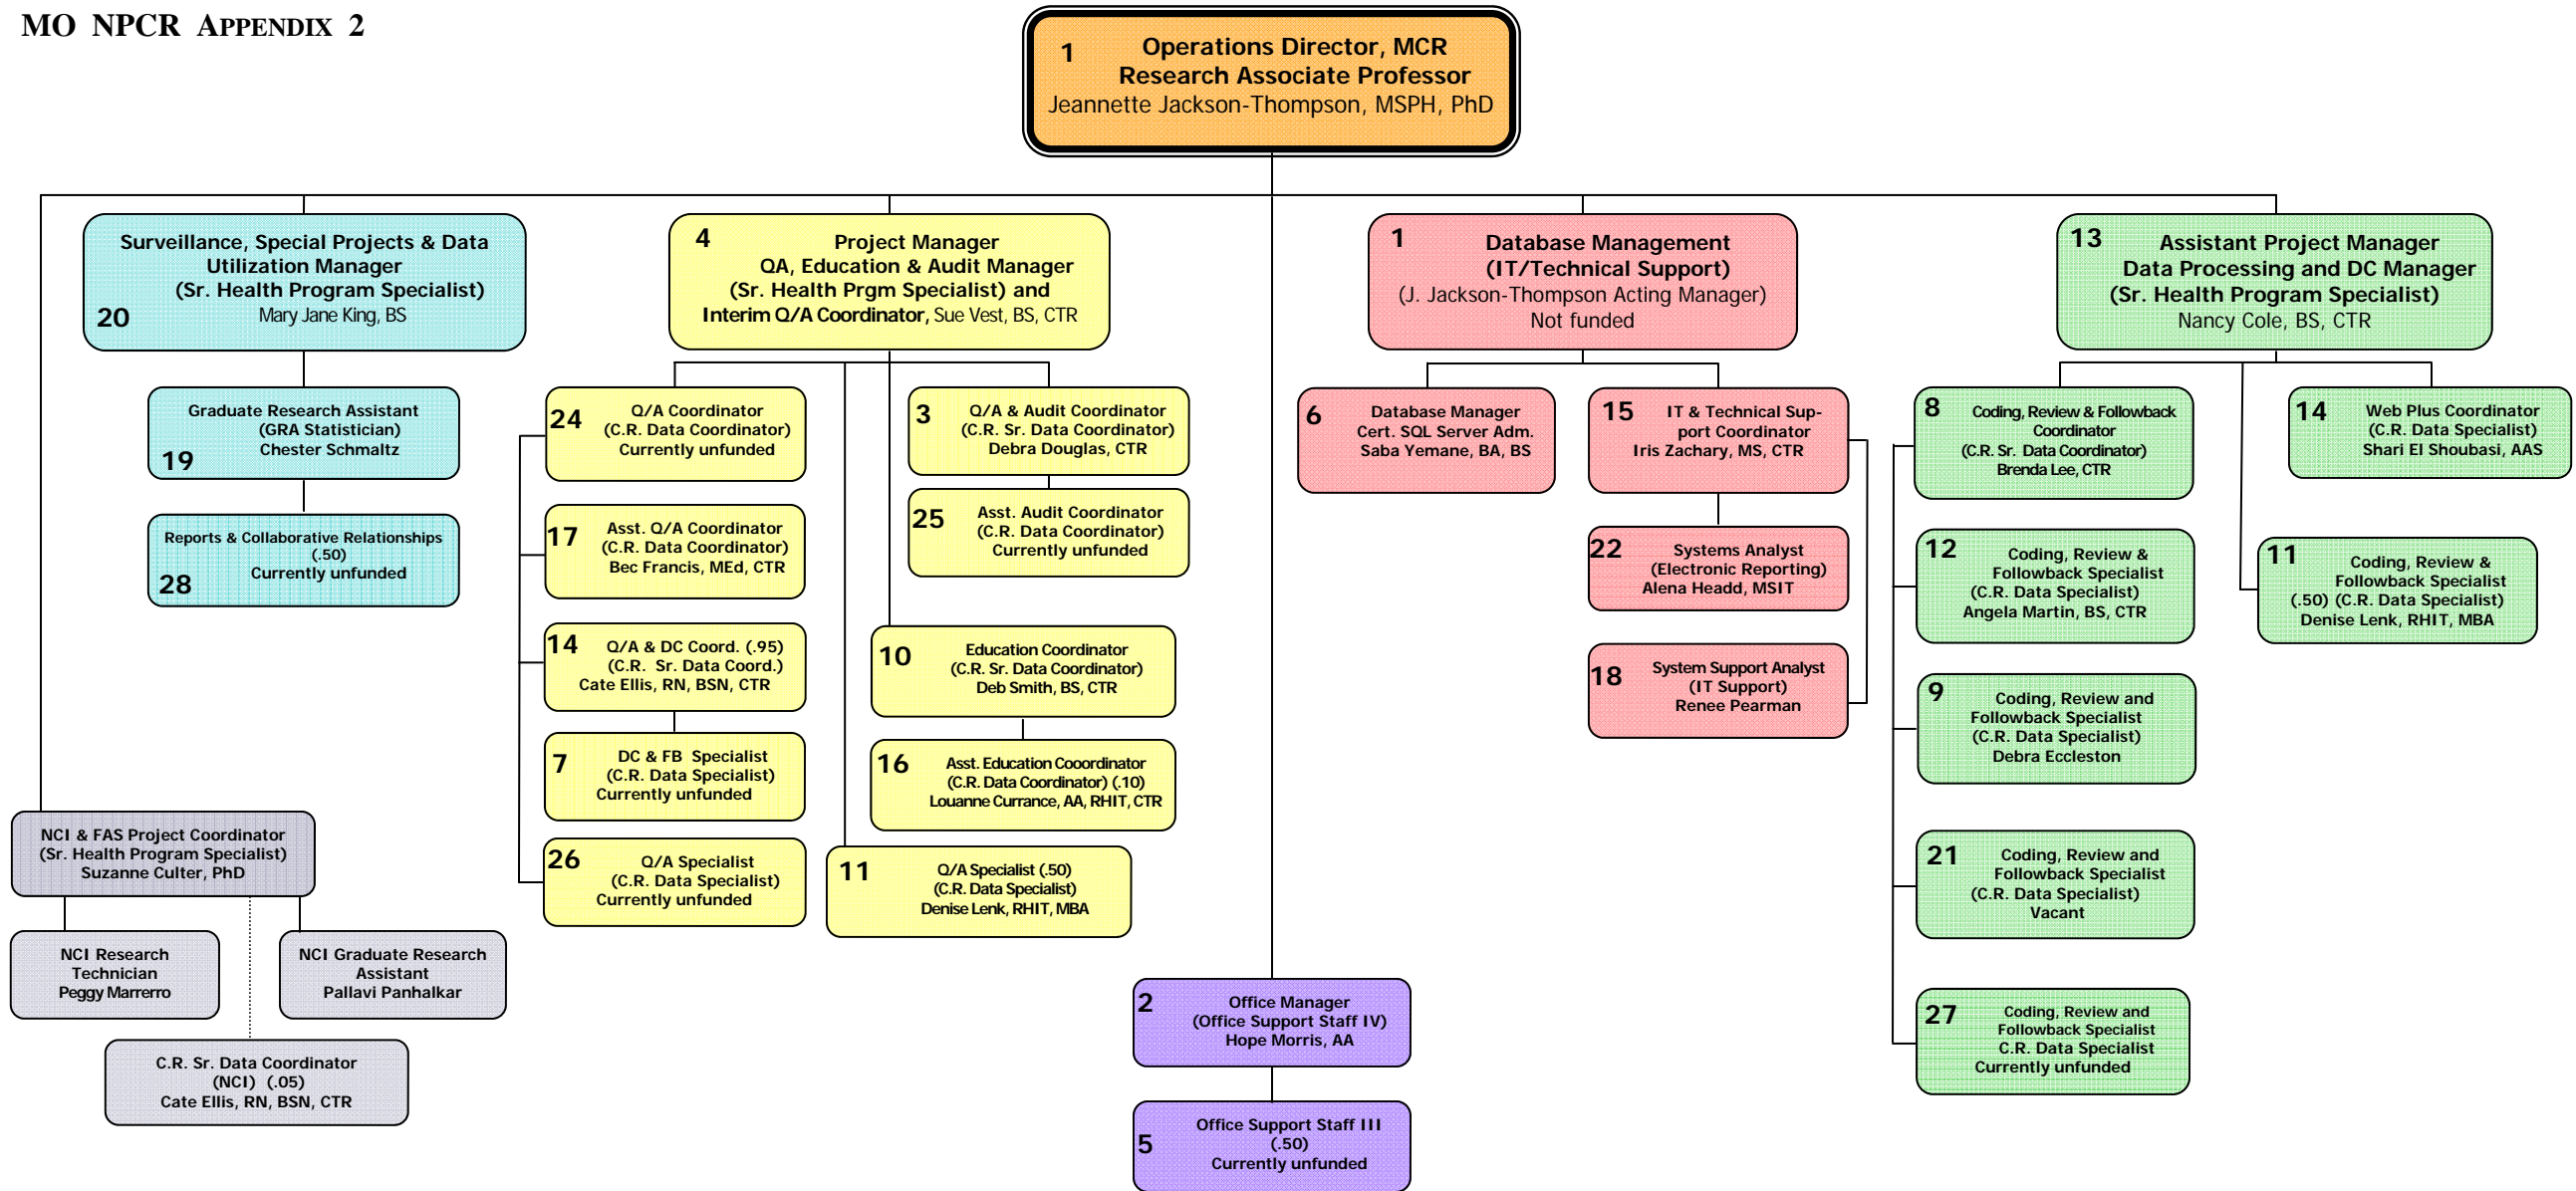 MO NPCR APPENDIX 2
1
Operations Director, MCR
Research Associate Professor
Jeannette Jackson-Thompson, MSPH, PhD
Surveillance, Special Projects & Data
Utilization Manager
(Sr. Health Program Specialist)
20
Mary Jane King, BS
4
Project Manager
QA, Education & Audit Manager
(Sr. Health Prgm Specialist) and
Interim Q/A Coordinator, Sue Vest, BS, CTR
1
Database Management
(IT/Technical Support)
(J. Jackson-Thompson Acting Manager)
Not funded
13
Assistant Project Manager
Data Processing and DC Manager
(Sr. Health Program Specialist)
Nancy Cole, BS, CTR
Graduate Research Assistant
(GRA Statistician)
Chester Schmaltz
19
Reports & Collaborative Relationships
(.50)
Currently unfunded
28
24
Q/A Coordinator
(C.R. Data Coordinator)
Currently unfunded
17
Asst. Q/A Coordinator
(C.R. Data Coordinator)
Bec Francis, MEd, CTR
14
Q/A & DC Coord. (.95)
(C.R. Sr. Data Coord.)
Cate Ellis, RN, BSN, CTR
7
DC & FB Specialist
(C.R. Data Specialist)
Currently unfunded
26
Q/A Specialist
(C.R. Data Specialist)
Currently unfunded
3
Q/A & Audit Coordinator
(C.R. Sr. Data Coordinator)
Debra Douglas, CTR
25
Asst. Audit Coordinator
(C.R. Data Coordinator)
Currently unfunded
10
Education Coordinator
(C.R. Sr. Data Coordinator)
Deb Smith, BS, CTR
16
Asst. Education Cooordinator
(C.R. Data Coordinator) (.10)
Louanne Currance, AA, RHIT, CTR
11
Q/A Specialist (.50)
(C.R. Data Specialist)
Denise Lenk, RHIT, MBA
6
Database Manager
Cert. SQL Server Adm.
Saba Yemane, BA, BS
15
IT & Technical Sup-
port Coordinator
Iris Zachary, MS, CTR
22
Systems Analyst
(Electronic Reporting)
Alena Headd, MSIT
18
System Support Analyst
(IT Support)
Renee Pearman
8
Coding, Review & Followback
Coordinator
(C.R. Sr. Data Coordinator)
Brenda Lee, CTR
12
Coding, Review &
Followback Specialist
(C.R. Data Specialist)
Angela Martin, BS, CTR
9
Coding, Review and
Followback Specialist
(C.R. Data Specialist)
Debra Eccleston
21
Coding, Review and
Followback Specialist
(C.R. Data Specialist)
Vacant
27
Coding, Review and
Followback Specialist
C.R. Data Specialist
Currently unfunded
14
Web Plus Coordinator
(C.R. Data Specialist)
Shari El Shoubasi, AAS
11
Coding, Review &
Followback Specialist
(.50) (C.R. Data Specialist)
Denise Lenk, RHIT, MBA
NCI & FAS Project Coordinator
(Sr. Health Program Specialist)
Suzanne Culter, PhD
NCI Research
Technician
Peggy Marrerro
NCI Graduate Research
Assistant
Pallavi Panhalkar
C.R. Sr. Data Coordinator
(NCI) (.05)
Cate Ellis, RN, BSN, CTR
2
Office Manager
(Office Support Staff IV)
Hope Morris, AA
5
Office Support Staff III
(.50)
Currently unfunded